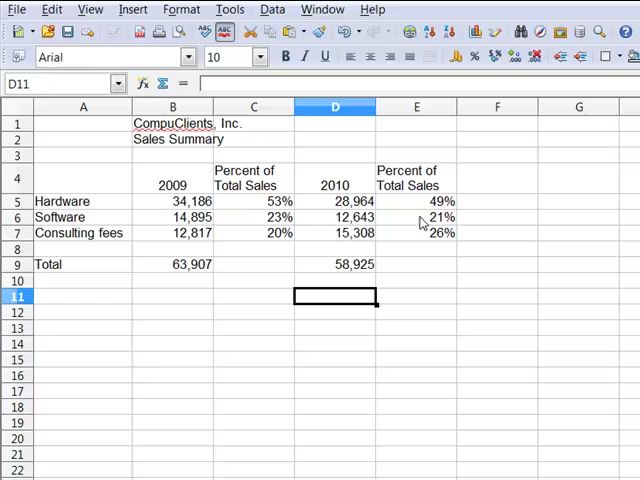 File Edit View Insert Format Tools Data Window Help
Arial 10 B I U
D11
A B C D E F G
1 CompuClients, Inc.
2 Sales Summary
3
4 2009 Percent of Total Sales 2010 Percent of Total Sales
5 Hardware 34,186 53% 28,964 49%
6 Software 14,895 23% 12,643 21%
7 Consulting fees 12,817 20% 15,308 26%
8
9 Total 63,907 58,925
10
11
12
13
14
15
16
17
18
19
20
21
22